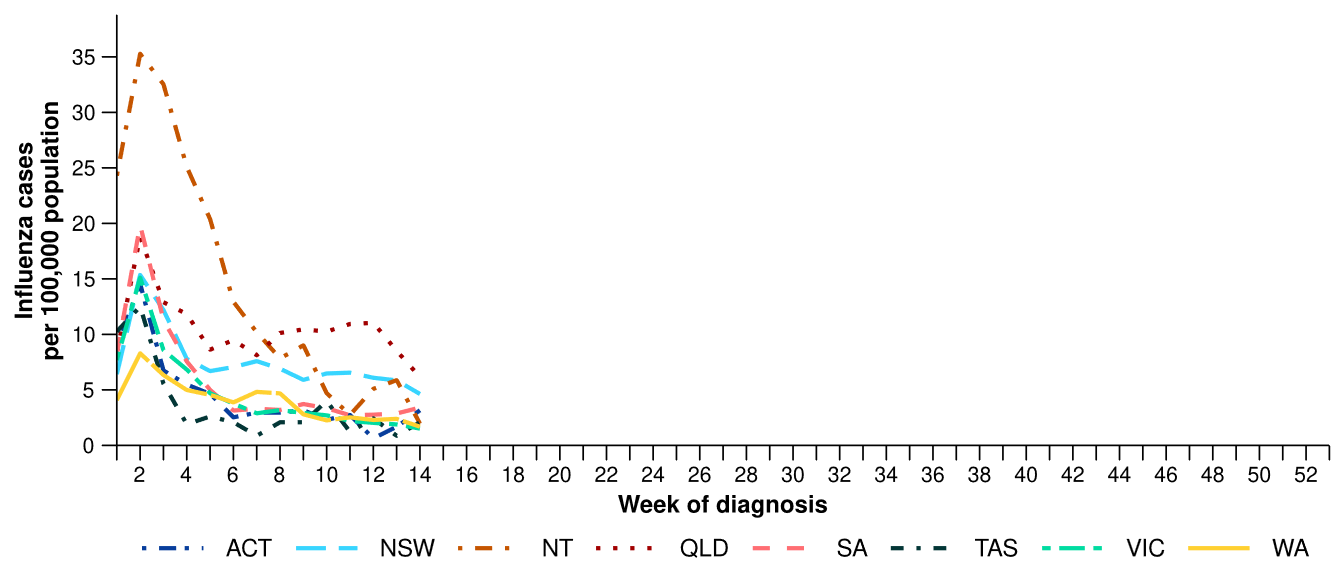 Influenza cases
per 100,000 population
35
30
25
20
15
10
5
0
2 4 6 8 10 12 14 16 18 20 22 24 26 28 30 32 34 36 38 40 42 44 46 48 50 52
Week of diagnosis
ACT NSW NT QLD SA TAS VIC WA